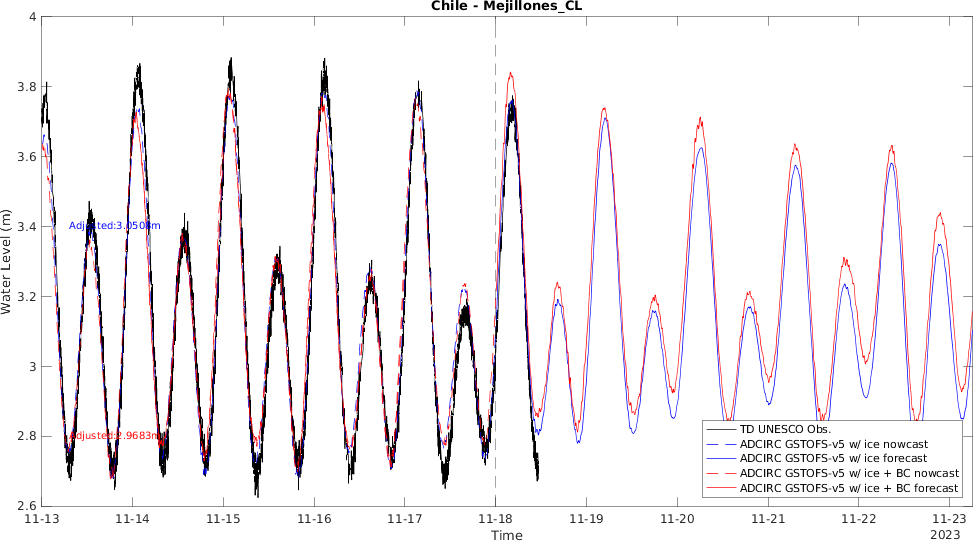 Chile - Mejillones_CL
4
3.8
3.6
3.4
3.2
3
2.8
2.6
Water Level (m)
Adjusted:3.0508m
Adjusted:2.9683m
TD UNESCO Obs.
ADCIRC GSTOFS-v5 w/ ice nowcast
ADCIRC GSTOFS-v5 w/ ice forecast
ADCIRC GSTOFS-v5 w/ ice + BC nowcast
ADCIRC GSTOFS-v5 w/ ice + BC forecast
11-13 11-14 11-15 11-16 11-17 11-18 11-19 11-20 11-21 11-22 11-23
Time
2023